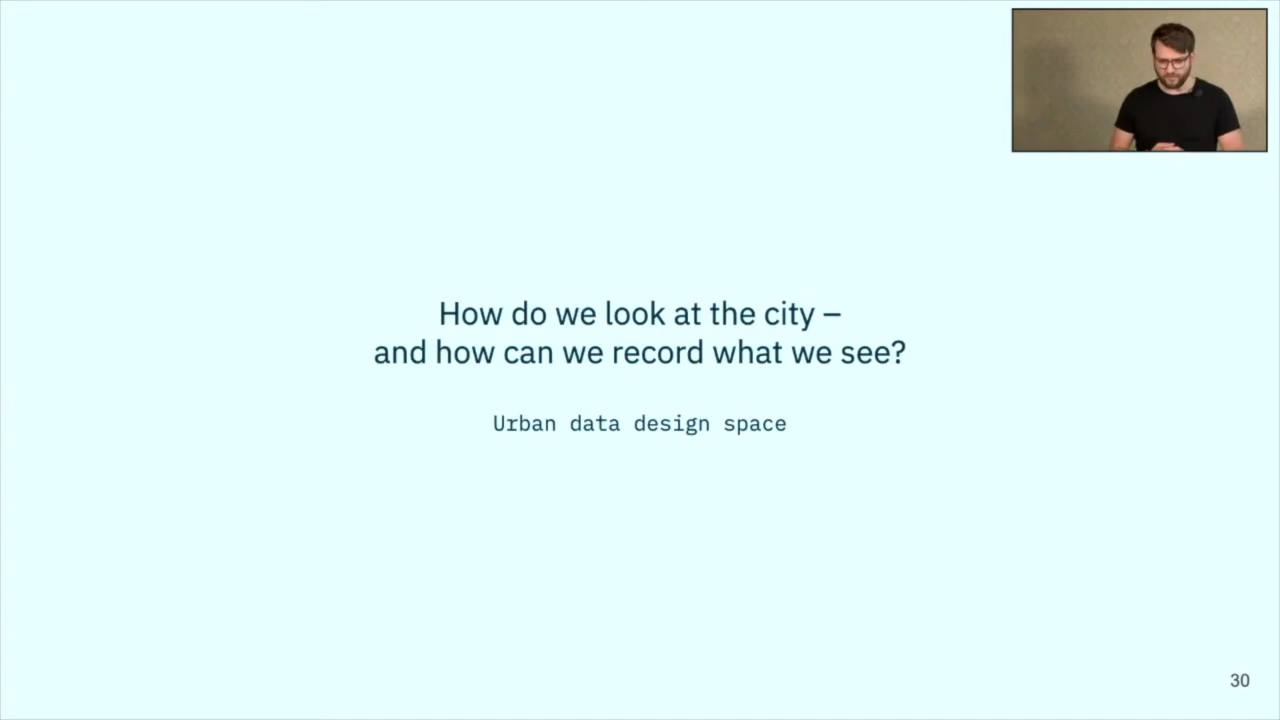 How do we look at the city –
and how can we record what we see?
Urban data design space
30